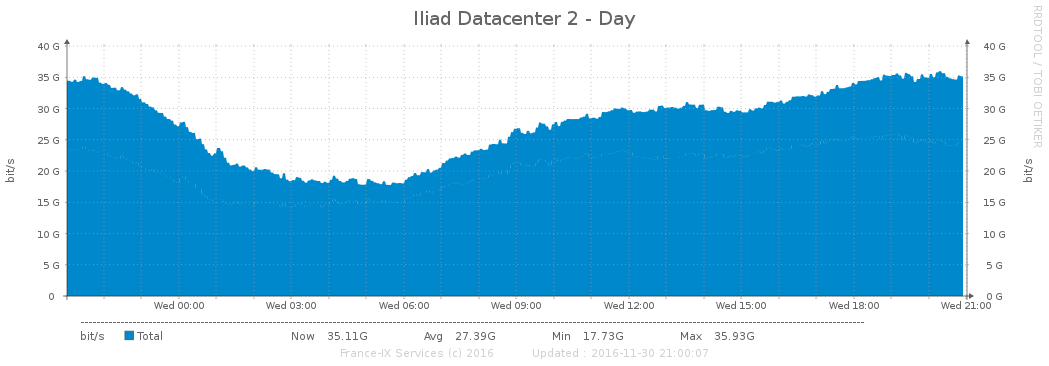 Iliad Datacenter 2 - Day
RRDTOOL / TOBI OETIKER
bit/s
40 G
35 G
30 G
25 G
20 G
15 G
10 G
5 G
0
40 G
35 G
30 G
25 G
20 G
15 G
10 G
5 G
0 G
bit/s
Wed 00:00 Wed 03:00 Wed 06:00 Wed 09:00 Wed 12:00 Wed 15:00 Wed 18:00 Wed 21:00
bit/s Total Now 35.11G Avg 27.39G Min 17.73G Max 35.93G
France-IX Services (c) 2016 Updated : 2016-11-30 21:00:07